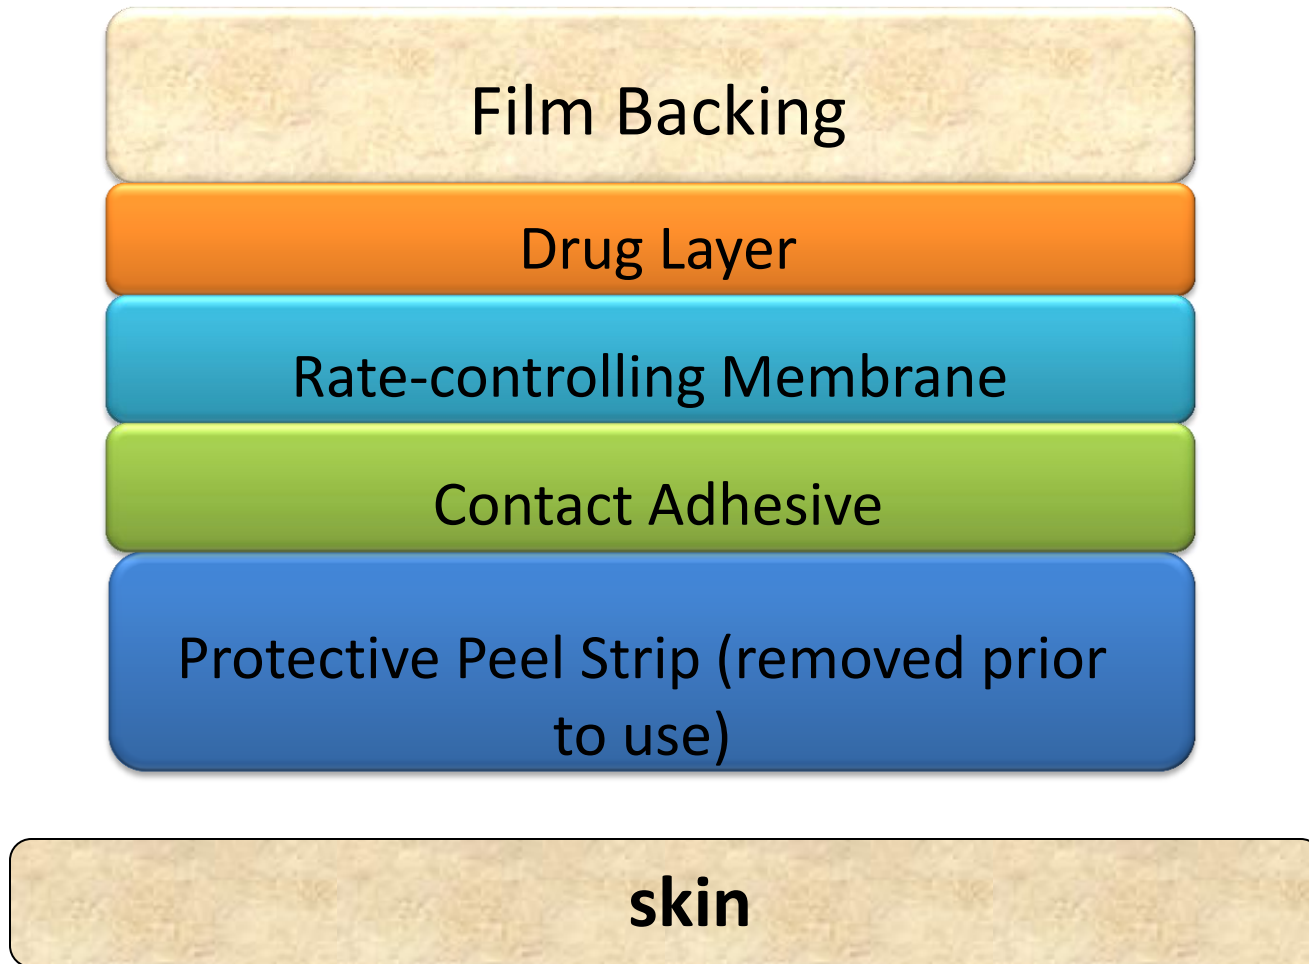 Film Backing
Drug Layer
Rate-controlling Membrane
Contact Adhesive
Protective Peel Strip (removed prior
to use)
skin